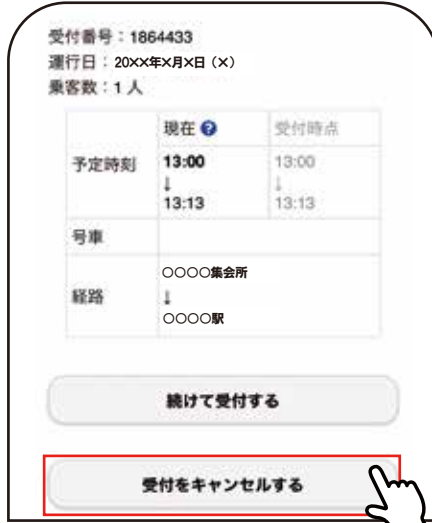 受付番号：1864433
運行日：20××年×月×日（×）
乗客数：1人
現在 ? 受付時点
予定時刻 13:00 13:00
↓ ↓
13:13 13:13
号車
○○○○集会所
経路 ↓
○○○○駅
続けて受付する
受付をキャンセルする